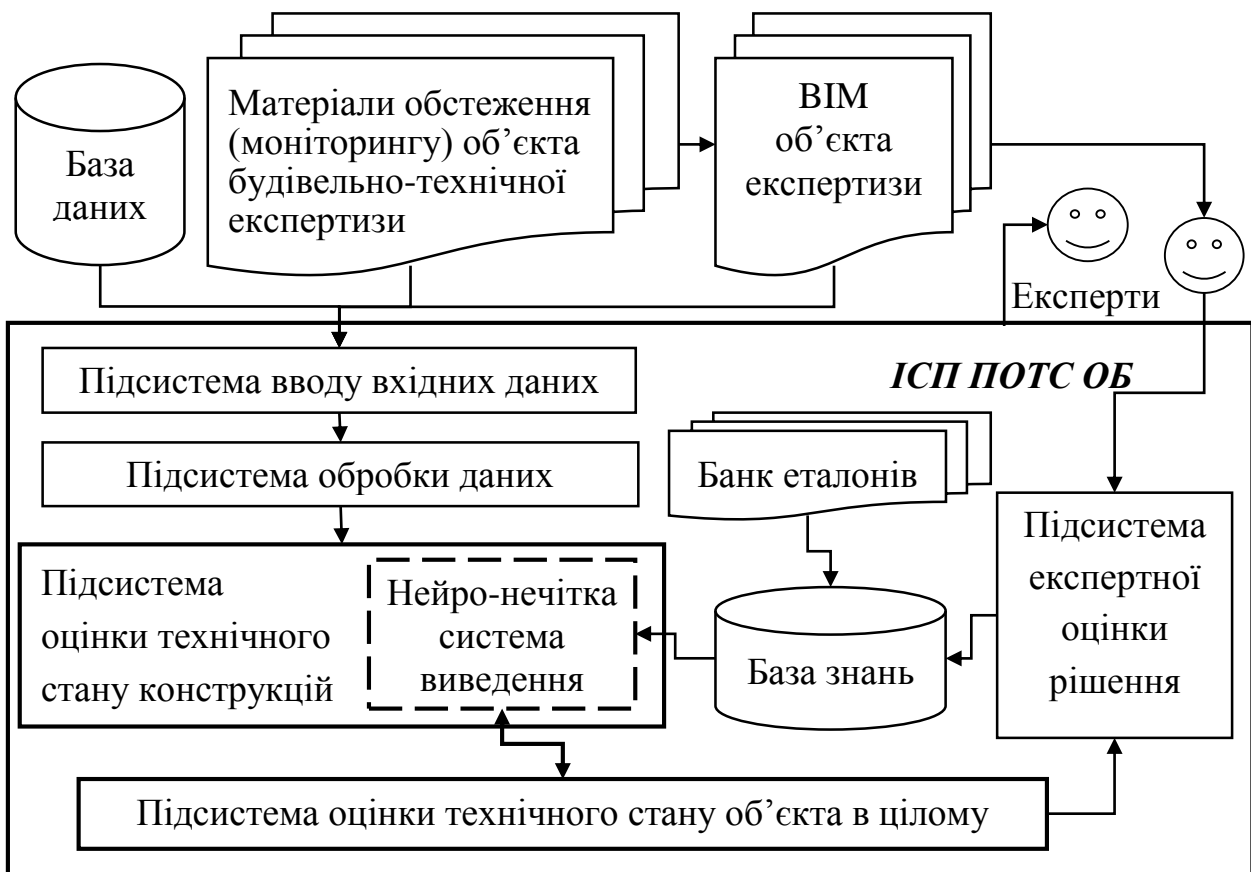 База
даних
Матеріали обстеження
(моніторингу) об’єкта
будівельно-технічної
експертизи
ВІМ
об’єкта
експертизи
Експерти
ІСП ПОТС ОБ
Підсистема вводу вхідних даних
Підсистема обробки даних
Банк еталонів
Підсистема
експертної
оцінки
рішення
Підсистема
оцінки технічного
стану конструкцій
Нейро-нечітка
система
виведення
База знань
Підсистема оцінки технічного стану об’єкта в цілому